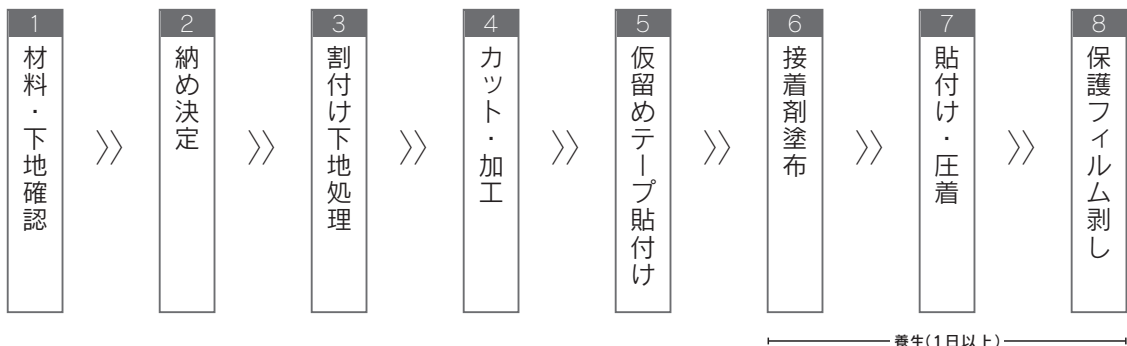 1
材料・下地確認
2
納め決定
3
割付け下地処理
4
カット・加工
5
仮留めテープ貼付け
6
接着剤塗布
7
貼付け・圧着
8
保護フィルム剥し
養生(1日以上)